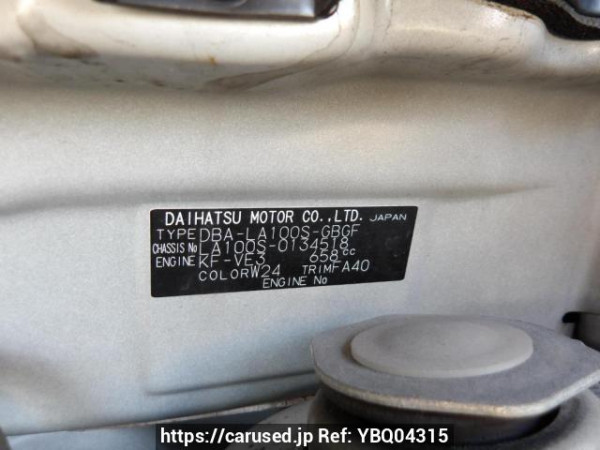 DAIHATSU MOTOR CO.,LTD. JAPAN
TYPE DBA-LA100S-GBGF
CHASSIS No LA100S-0134518
ENGINE KF-VE3 658cc
COLOR W24 TRIM FA40
ENGINE No
https://carused.jp Ref: YBQ04315